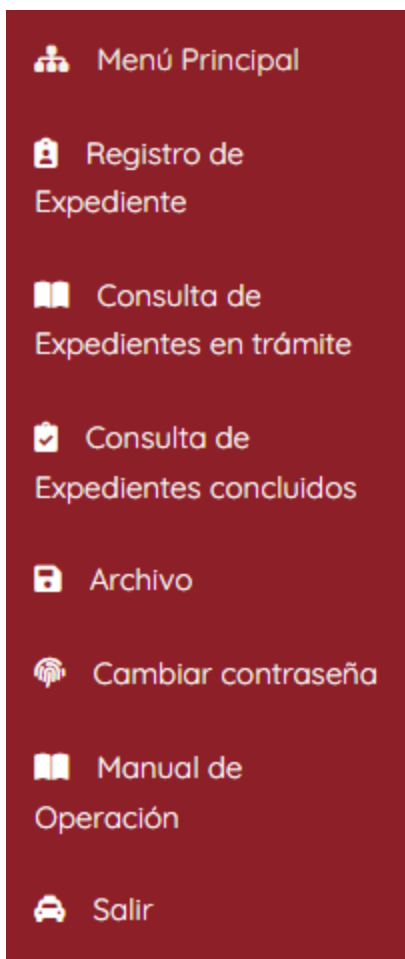 Menú Principal
Registro de
Expediente
Consulta de
Expedientes en trámite
Consulta de
Expedientes concluidos
Archivo
Cambiar contraseña
Manual de
Operación
Salir